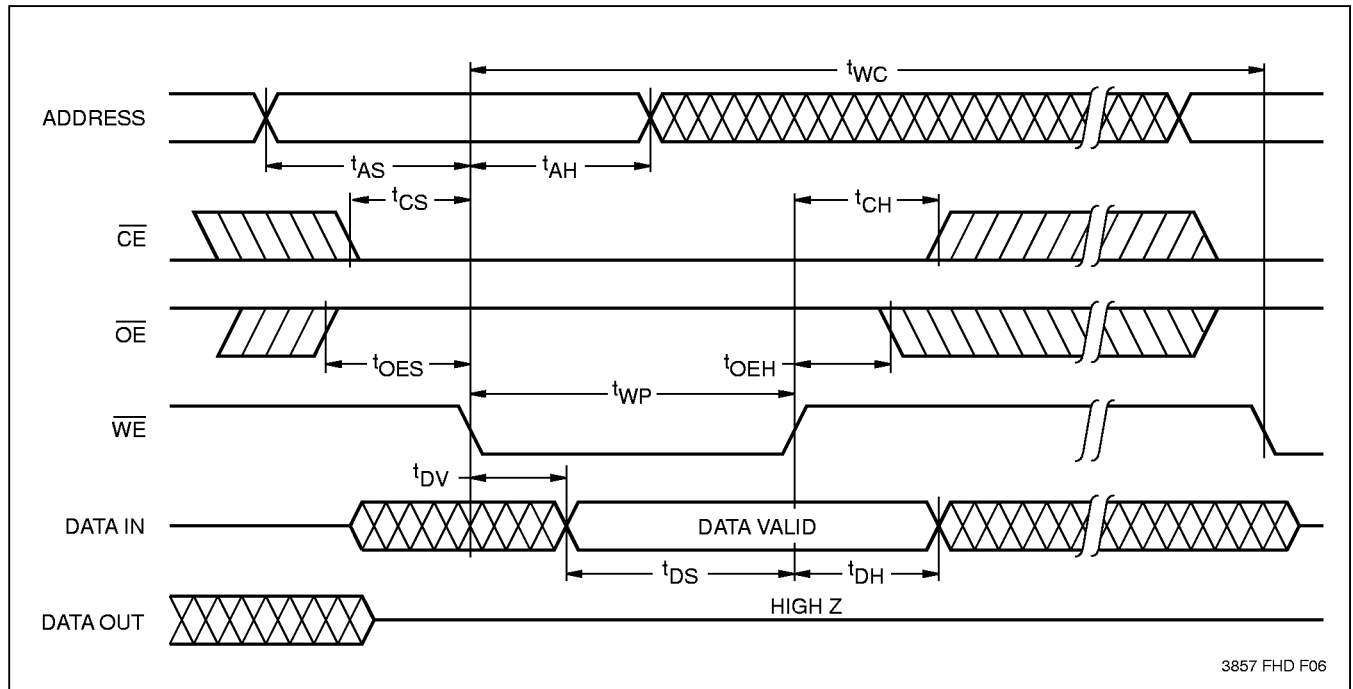 tWC
ADDRESS
tAS
tAH
tCS
tCH
CE
OE
tOES
tOEH
tWP
WE
tDV
DATA IN
DATA VALID
tDS
tDH
HIGH Z
DATA OUT
3857 FHD F06